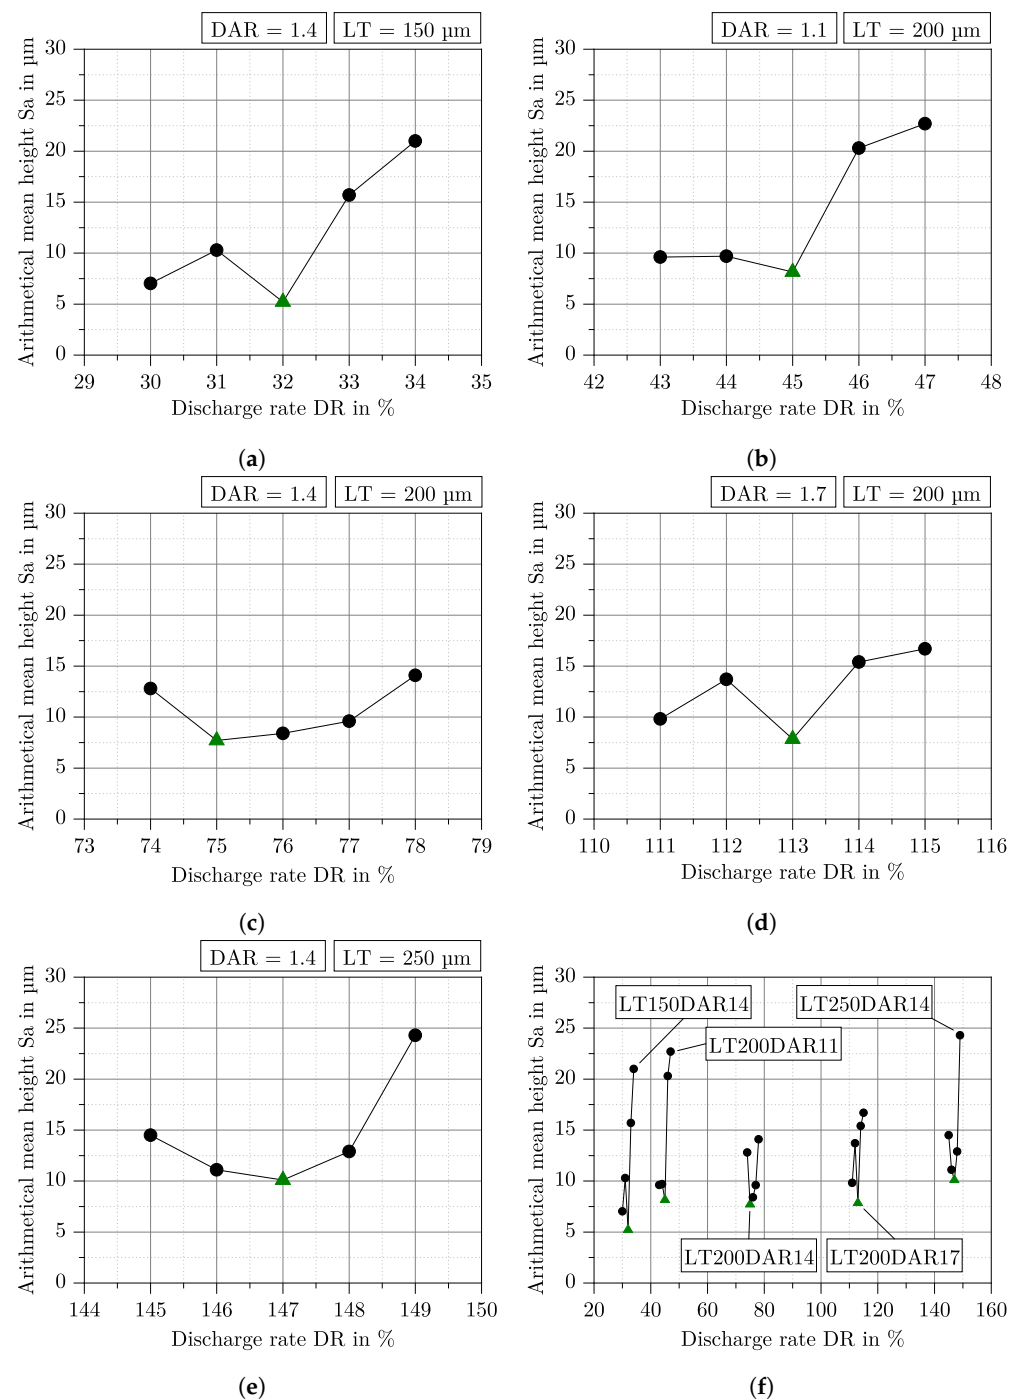 DAR = 1.4 LT = 150 µm
Arithmetical mean height Sa in µm
30
25
20
15
10
5
0
29 30 31 32 33 34 35
Discharge rate DR in %
(a)
DAR = 1.1 LT = 200 µm
Arithmetical mean height Sa in µm
30
25
20
15
10
5
0
42 43 44 45 46 47 48
Discharge rate DR in %
(b)
DAR = 1.4 LT = 200 µm
Arithmetical mean height Sa in µm
30
25
20
15
10
5
0
73 74 75 76 77 78 79
Discharge rate DR in %
(c)
DAR = 1.7 LT = 200 µm
Arithmetical mean height Sa in µm
30
25
20
15
10
5
0
110 111 112 113 114 115 116
Discharge rate DR in %
(d)
DAR = 1.4 LT = 250 µm
Arithmetical mean height Sa in µm
30
25
20
15
10
5
0
144 145 146 147 148 149 150
Discharge rate DR in %
(e)
Arithmetical mean height Sa in µm
30
25
20
15
10
5
0
LT150DAR14
LT250DAR14
LT200DAR11
LT200DAR14
LT200DAR17
20 40 60 80 100 120 140 160
Discharge rate DR in %
(f)